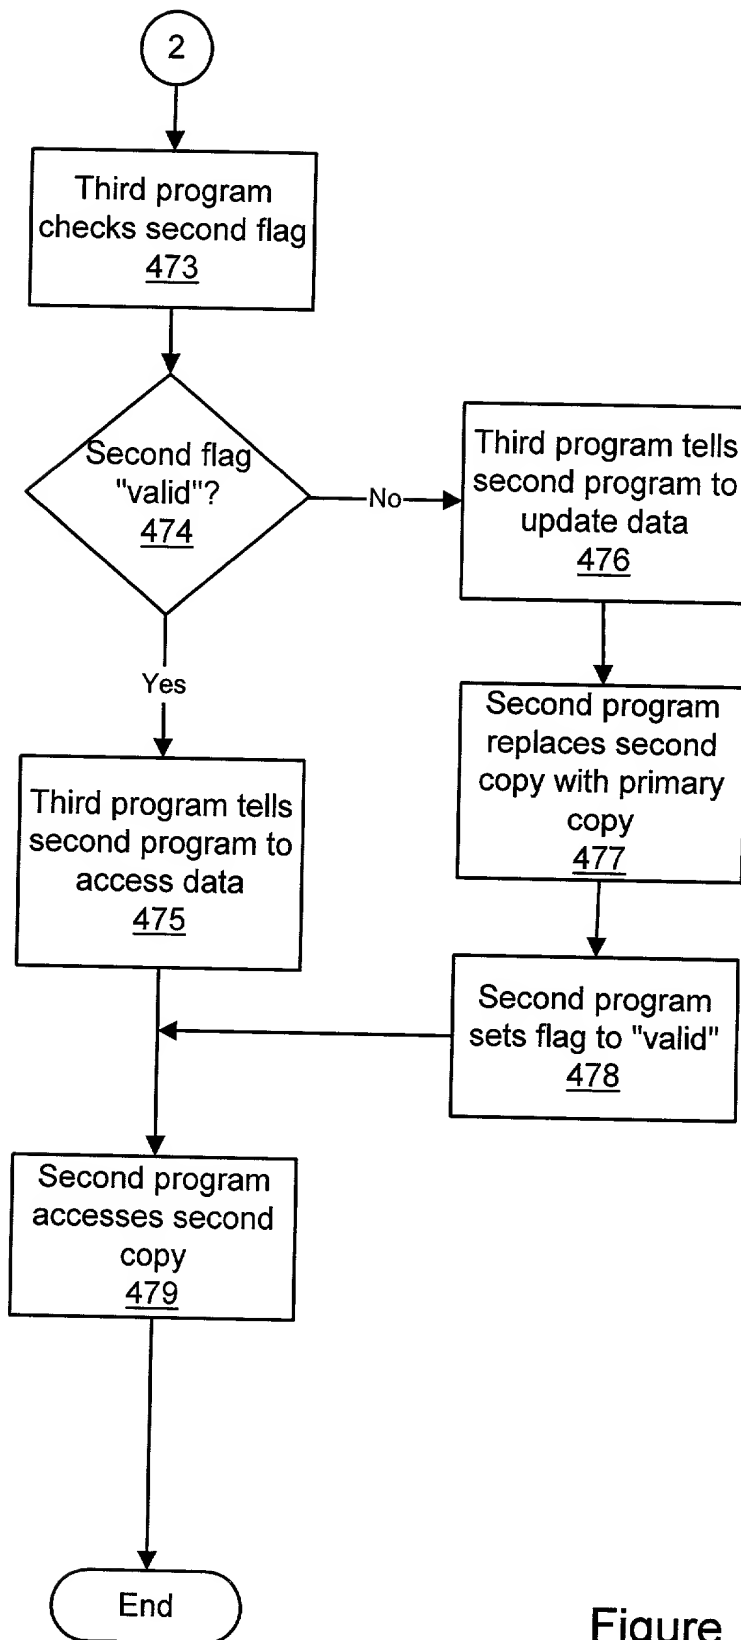 2
Third program
checks second flag
473
Second flag
"valid"?
474
No
Third program tells
second program to
update data
476
Yes
Second program
replaces second
copy with primary
copy
477
Third program tells
second program to
access data
475
Second program
sets flag to "valid"
478
Second program
accesses second
copy
479
End
Figure